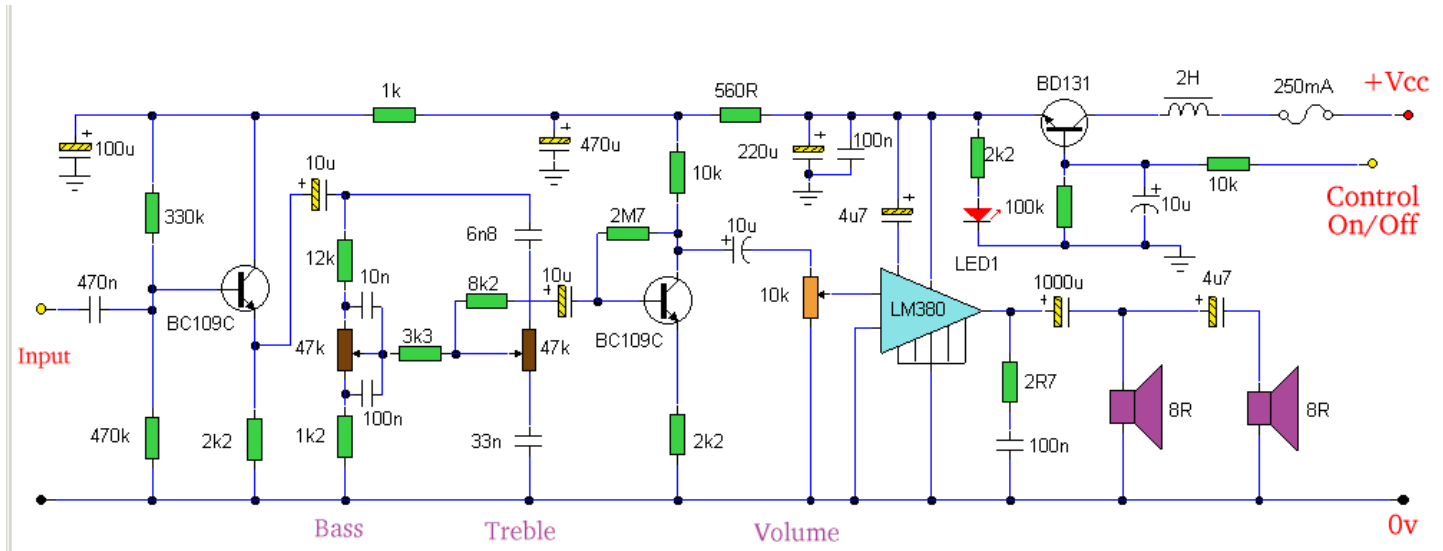 BD131
2H
250mA
+Vcc
1k
560R
+
100u
+
470u
220u
+
100n
2k2
10k
Control
On/Off
10u
+
330k
10k
+
4u7
100k
+
10u
2M7
6n8
12k
10u
+
LED1
470n
10n
8k2
10u
+
1000u
+
4u7
+
10k
LM380
BC109C
Input
47k
3k3
47k
BC109C
2R7
8R
8R
100n
470k
2k2
1k2
33n
2k2
100n
Bass
Treble
Volume
0v